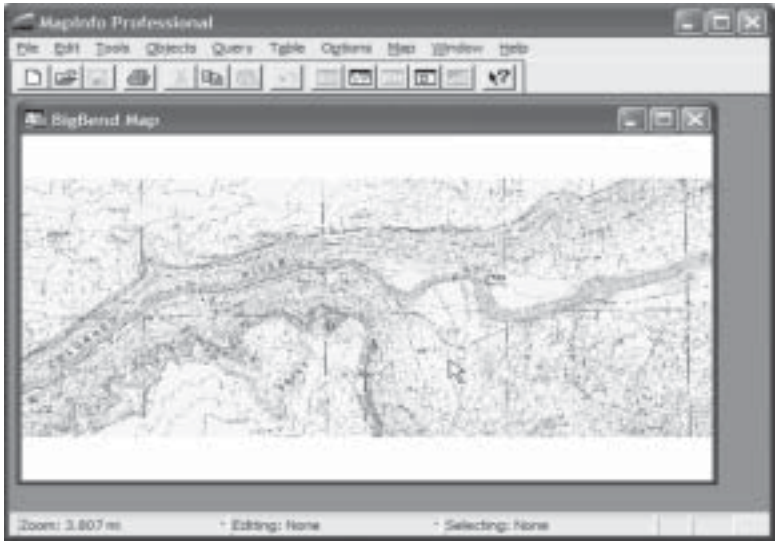 MapInfo Professional
File Edit Tools Objects Query Table Options Map Window Help
BigBend Map
RIVER
Zoom: 3.807 mi
Editing: None
Selecting: None